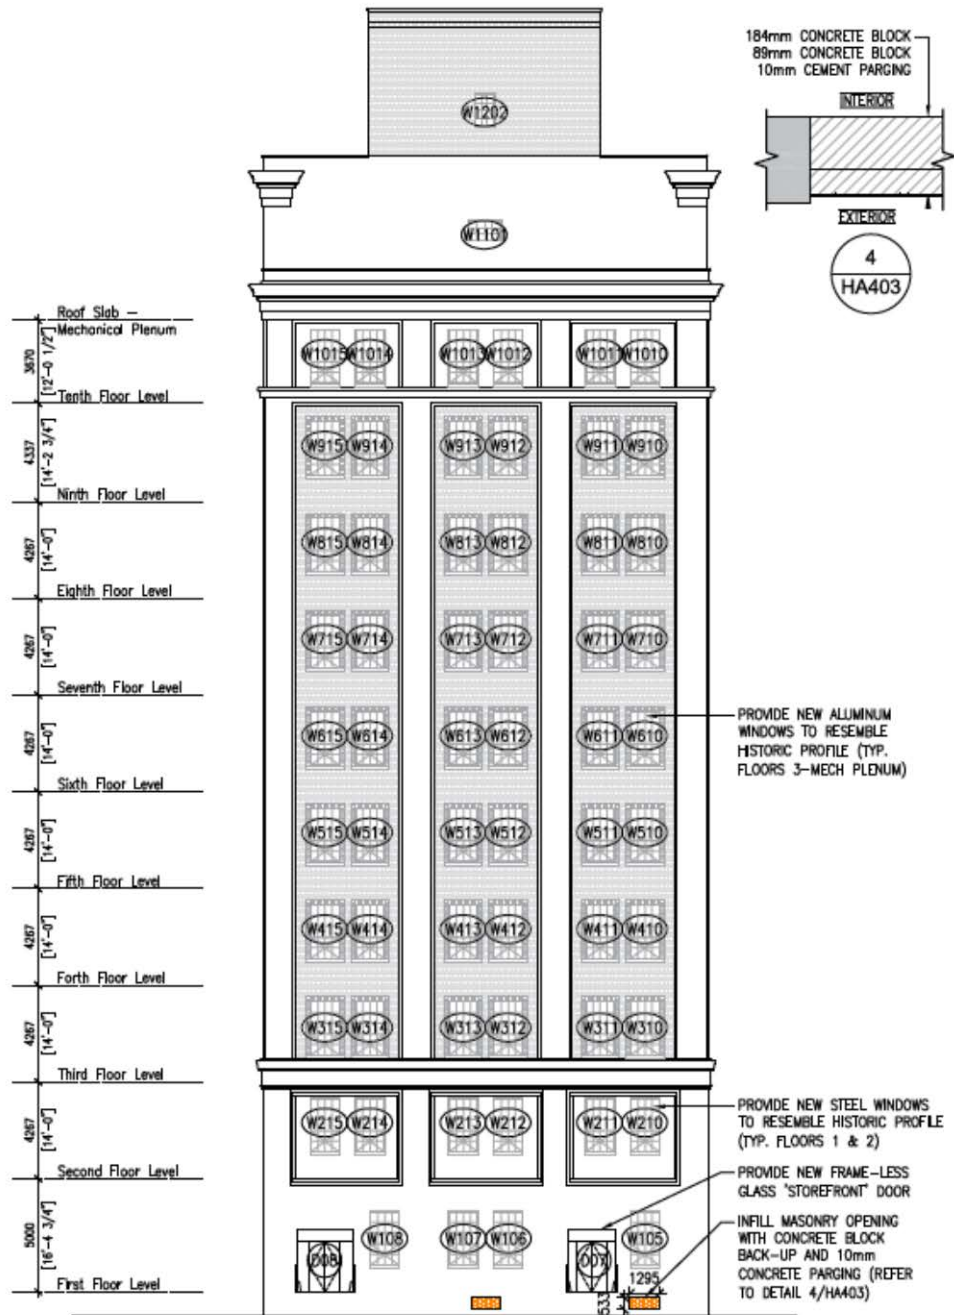 184mm CONCRETE BLOCK
89mm CONCRETE BLOCK
10mm CEMENT PARGING
INTERIOR
EXTERIOR
4
HA403
W1202
W1101
Roof Slab –
Mechanical Plenum
3670
[12'-0 1/2"]
W1015 W1014 W1013 W1012 W1011 W1010
Tenth Floor Level
4337
[14'-2 3/4"]
W915 W914 W913 W912 W911 W910
Ninth Floor Level
4267
[14'-0"]
W815 W814 W813 W812 W811 W810
Eighth Floor Level
4267
[14'-0"]
W715 W714 W713 W712 W711 W710
Seventh Floor Level
4267
[14'-0"]
W615 W614 W613 W612 W611 W610
PROVIDE NEW ALUMINUM
WINDOWS TO RESEMBLE
HISTORIC PROFILE (TYP.
FLOORS 3-MECH PLENUM)
Sixth Floor Level
4267
[14'-0"]
W515 W514 W513 W512 W511 W510
Fifth Floor Level
4267
[14'-0"]
W415 W414 W413 W412 W411 W410
Forth Floor Level
4267
[14'-0"]
W315 W314 W313 W312 W311 W310
Third Floor Level
4267
[14'-0"]
W215 W214 W213 W212 W211 W210
PROVIDE NEW STEEL WINDOWS
TO RESEMBLE HISTORIC PROFILE
(TYP. FLOORS 1 & 2)
Second Floor Level
PROVIDE NEW FRAME-LESS
GLASS 'STOREFRONT' DOOR
5000
[16'-4 3/4"]
D08 W108 W107 W106 D07 W105
INFILL MASONRY OPENING
WITH CONCRETE BLOCK
BACK-UP AND 10mm
CONCRETE PARGING (REFER
TO DETAIL 4/HA403)
First Floor Level
1295
533